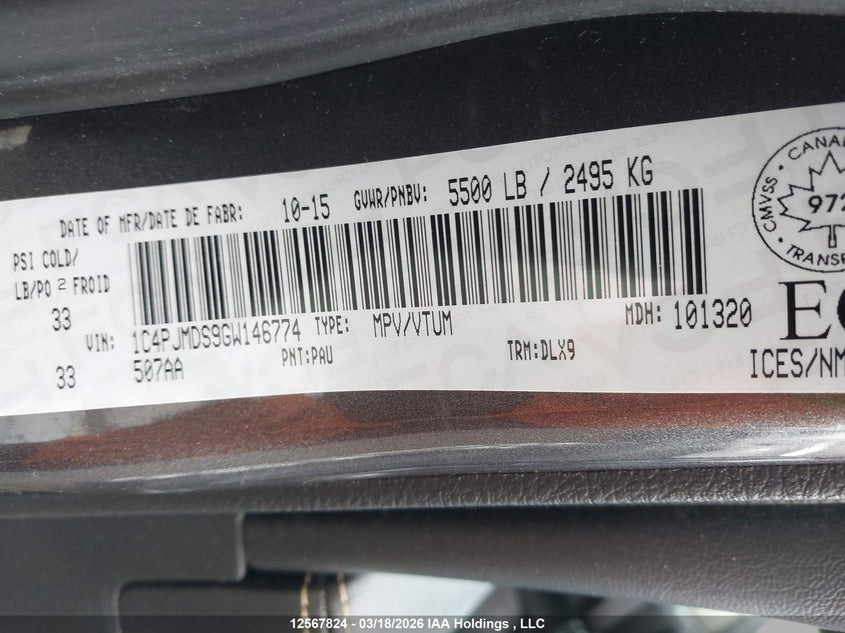 DATE OF MFR/DATE DE FABR: 10-15 GVWR/PNBV: 5500 LB / 2495 KG
PSI COLD/
LB/PO 2 FROID
33
33
VIN: 1C4PJMDS9GW146774 TYPE: MPV/VTUM MDH: 101320
507AA PNT:PAU TRM:DLX9
CMVSS
972
ICES/NM
12567824 - 03/18/2026 IAA Holdings , LLC